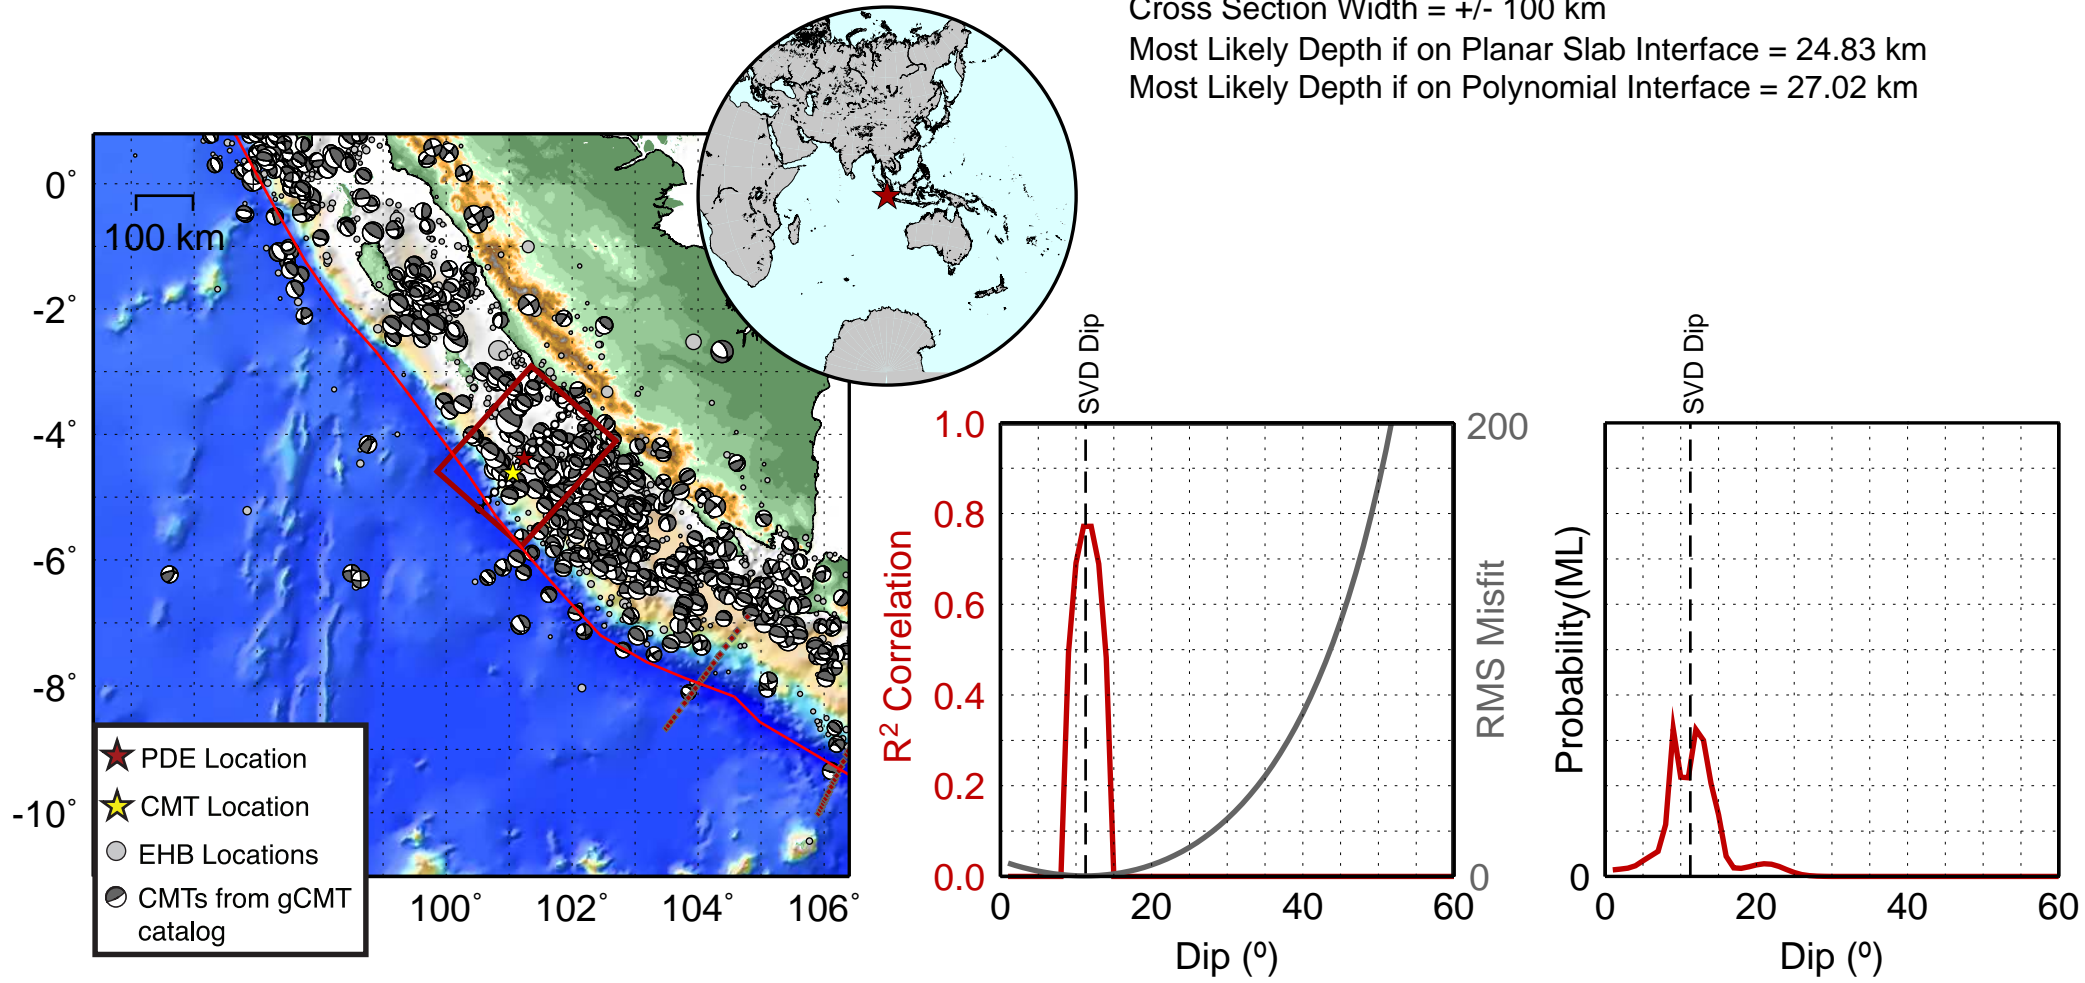 Cross Section Width = +/- 100 km
Most Likely Depth if on Planar Slab Interface = 24.83 km
Most Likely Depth if on Polynomial Interface = 27.02 km
0°
-2°
-4°
-6°
-8°
-10°
100 km
100° 102° 104° 106°
PDE Location
CMT Location
EHB Locations
CMTs from gCMT
catalog
SVD Dip
1.0
0.8
0.6
0.4
0.2
0.0
R² Correlation
200
0
RMS Misfit
0 20 40 60
Dip (º)
SVD Dip
Probability(ML)
0
0 20 40 60
Dip (º)